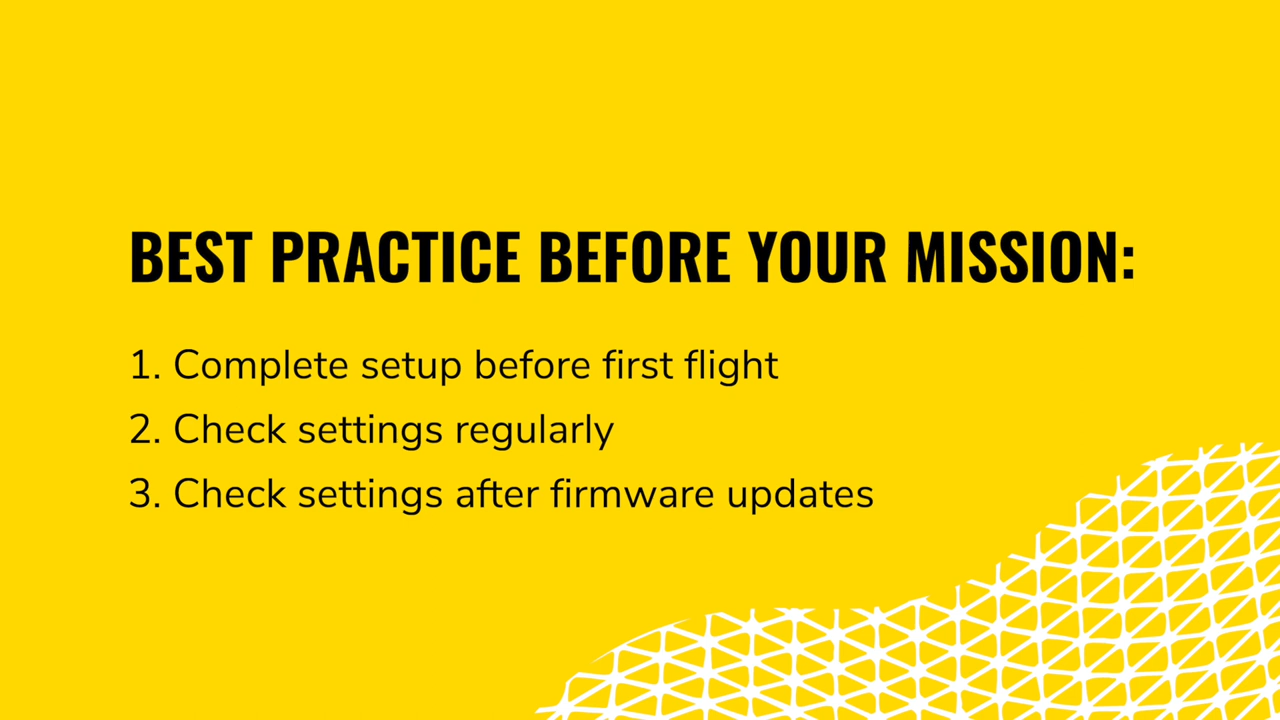 BEST PRACTICE BEFORE YOUR MISSION:
1. Complete setup before first flight
2. Check settings regularly
3. Check settings after firmware updates